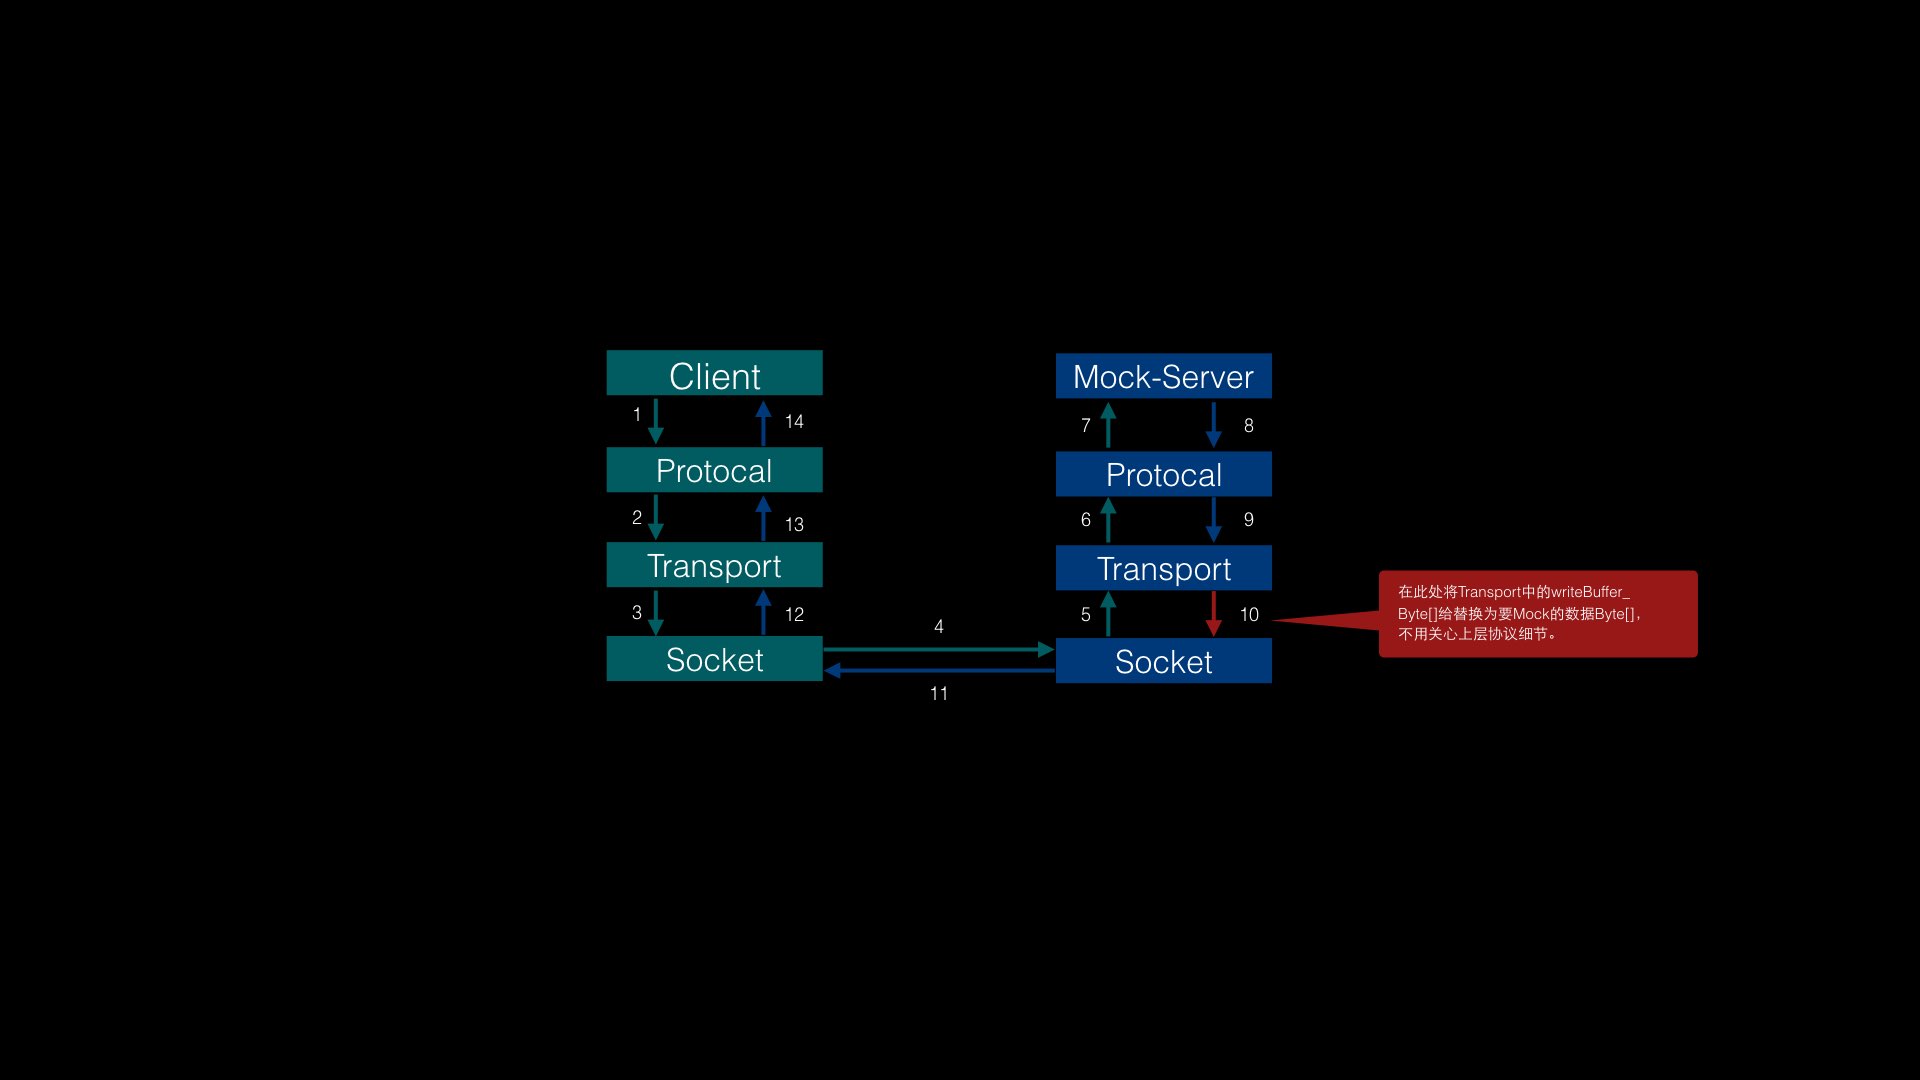 Client
Mock-Server
1
14
7
8
Protocal
Protocal
2
13
6
9
Transport
Transport
3
12
5
10
在此处将Transport中的writeBuffer_
Byte[]给替换为要Mock的数据Byte[]，
不用关心上层协议细节。
4
Socket
Socket
11